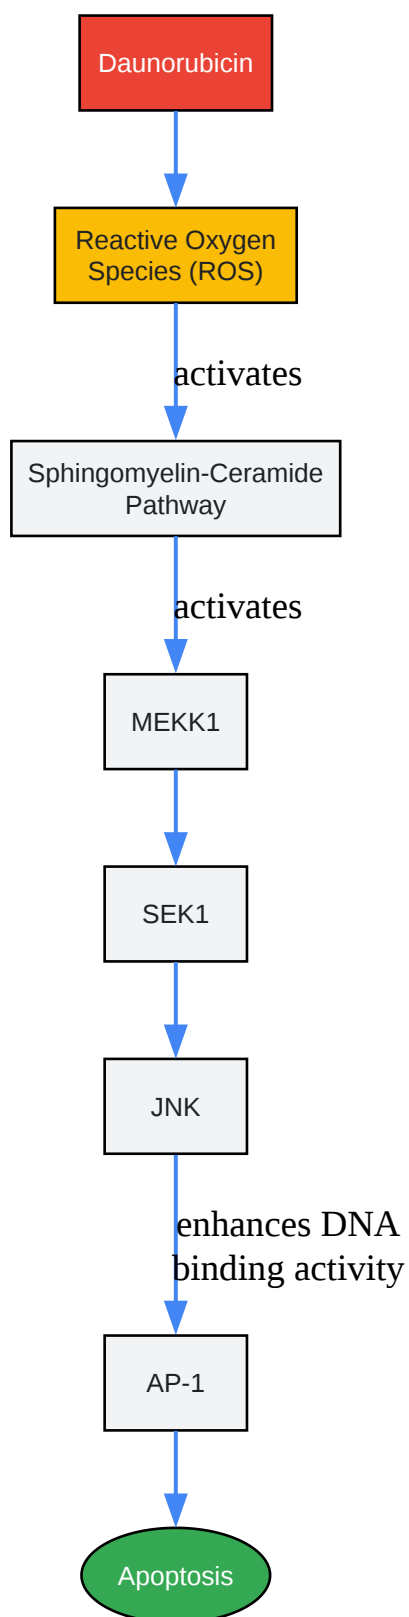 Daunorubicin
Reactive Oxygen
Species (ROS)
activates
Sphingomyelin-Ceramide
Pathway
activates
MEKK1
SEK1
JNK
enhances DNA
binding activity
AP-1
Apoptosis